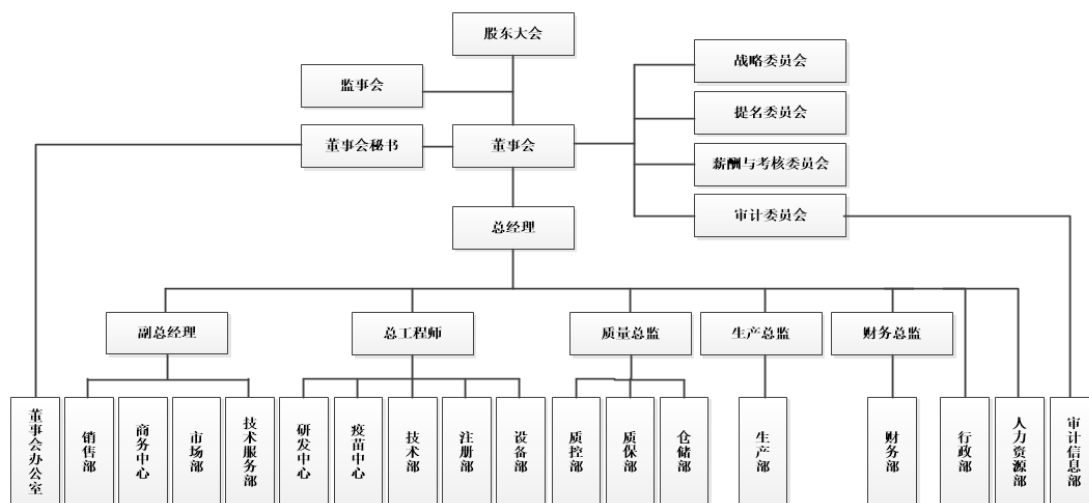 股东大会
战略委员会
监事会
提名委员会
董事会秘书
董事会
薪酬与考核委员会
审计委员会
总经理
副总经理
总工程师
质量总监
生产总监
财务总监
董事会办公室
销售部
商务中心
市场部
技术服务部
研发中心
疫苗中心
技术部
注册部
设备部
质控部
质保部
仓储部
生产部
财务部
行政部
人力资源部
审计信息部